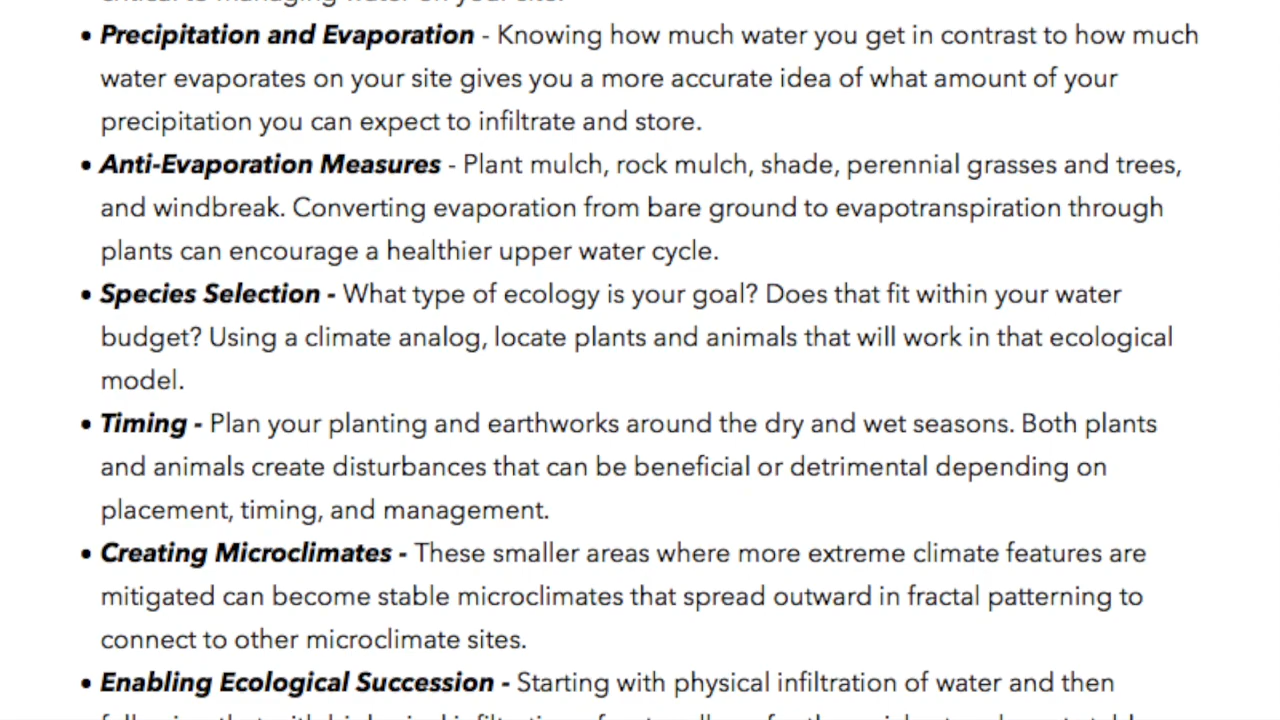 critical to managing water on your site.
• Precipitation and Evaporation - Knowing how much water you get in contrast to how much
water evaporates on your site gives you a more accurate idea of what amount of your
precipitation you can expect to infiltrate and store.
• Anti-Evaporation Measures - Plant mulch, rock mulch, shade, perennial grasses and trees,
and windbreak. Converting evaporation from bare ground to evapotranspiration through
plants can encourage a healthier upper water cycle.
• Species Selection - What type of ecology is your goal? Does that fit within your water
budget? Using a climate analog, locate plants and animals that will work in that ecological
model.
• Timing - Plan your planting and earthworks around the dry and wet seasons. Both plants
and animals create disturbances that can be beneficial or detrimental depending on
placement, timing, and management.
• Creating Microclimates - These smaller areas where more extreme climate features are
mitigated can become stable microclimates that spread outward in fractal patterning to
connect to other microclimate sites.
• Enabling Ecological Succession - Starting with physical infiltration of water and then